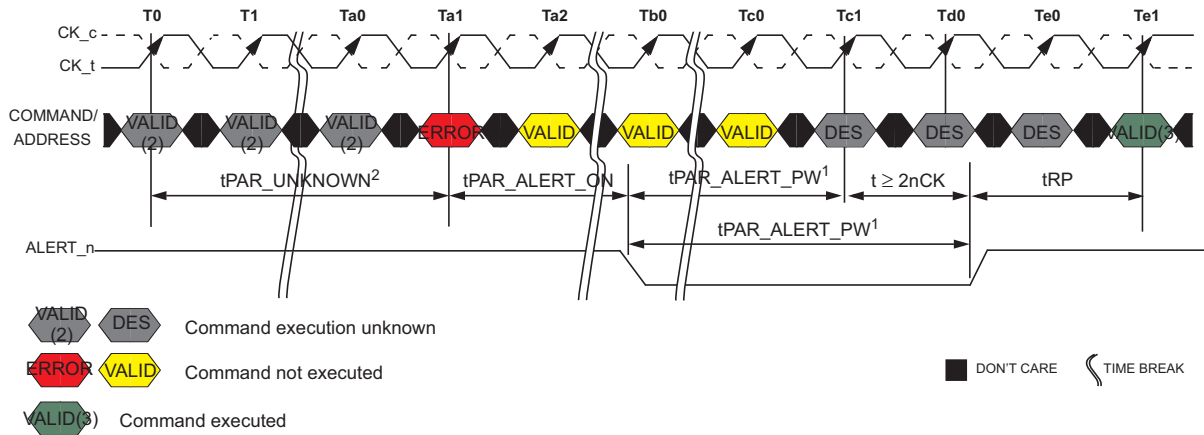 T0 T1 Ta0 Ta1 Ta2 Tb0 Tc0 Tc1 Td0 Te0 Te1
CK_c
CK_t
COMMAND/
ADDRESS
VALID
(2)
VALID
(2)
VALID
(2)
ERROR
VALID
VALID
VALID
DES
DES
DES
VALID(3)
tPAR_UNKNOWN² tPAR_ALERT_ON tPAR_ALERT_PW¹ t ≥ 2nCK tRP
tPAR_ALERT_PW¹
ALERT_n
VALID
(2)
DES
Command execution unknown
ERROR VALID Command not executed
DON'T CARE TIME BREAK
VALID(3) Command executed